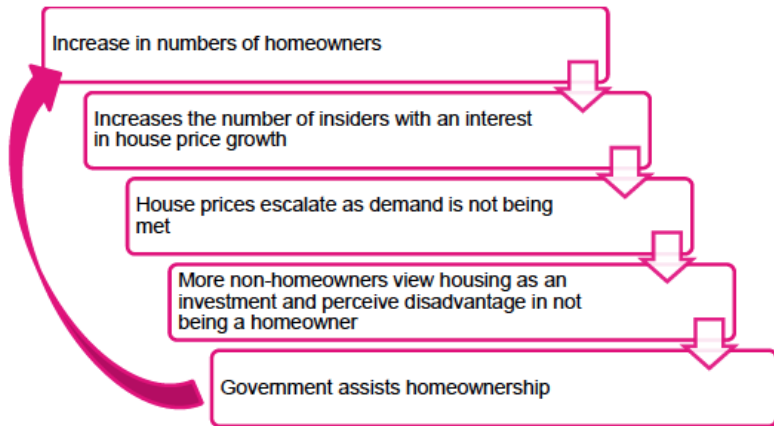 Increase in numbers of homeowners
Increases the number of insiders with an interest
in house price growth
House prices escalate as demand is not being
met
More non-homeowners view housing as an
investment and perceive disadvantage in not
being a homeowner
Government assists homeownership